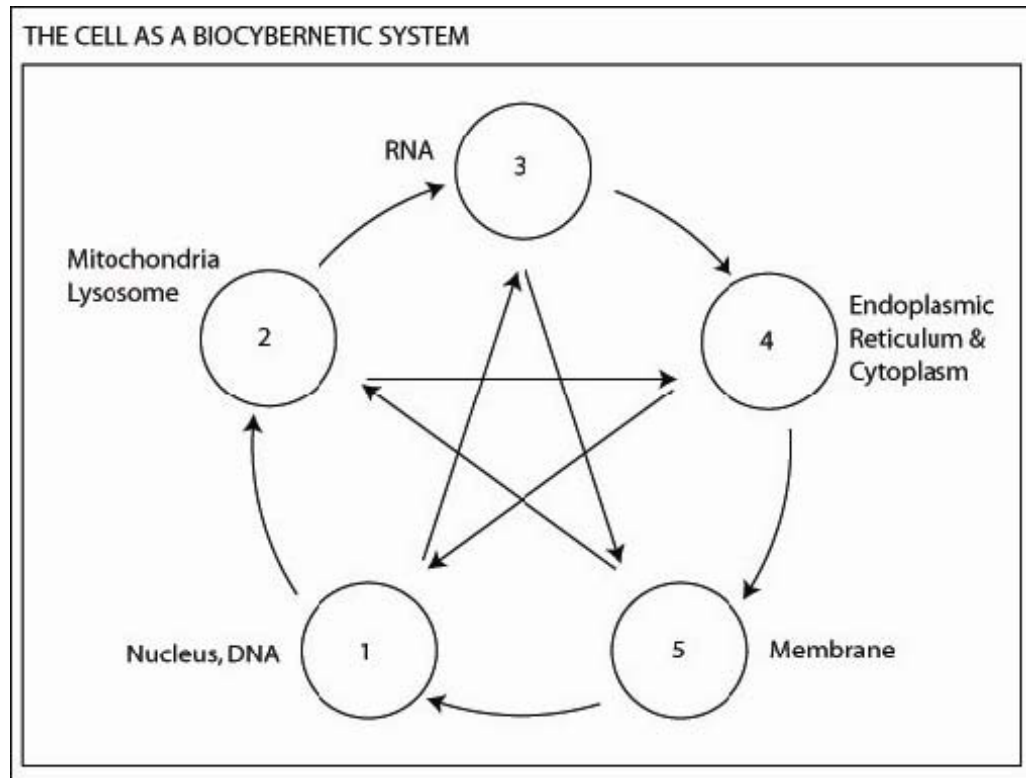 THE CELL AS A BIOCYBERNETIC SYSTEM
RNA
3
Mitochondria
Lysosome
2
4
Endoplasmic
Reticulum &
Cytoplasm
Nucleus, DNA
1
5
Membrane